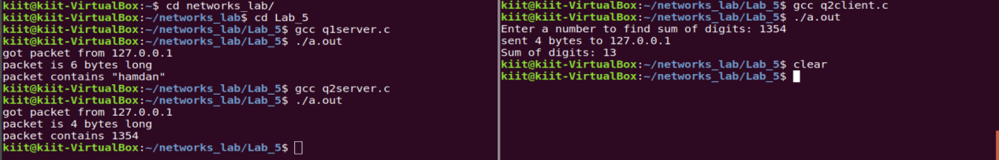 kiit@kiit-VirtualBox:~$ cd networks_lab/
kiit@kiit-VirtualBox:~/networks_lab$ cd Lab_5
kiit@kiit-VirtualBox:~/networks_lab/Lab_5$ gcc q1server.c
kiit@kiit-VirtualBox:~/networks_lab/Lab_5$ ./a.out
got packet from 127.0.0.1
packet is 6 bytes long
packet contains "hamdan"
kiit@kiit-VirtualBox:~/networks_lab/Lab_5$ gcc q2server.c
kiit@kiit-VirtualBox:~/networks_lab/Lab_5$ ./a.out
got packet from 127.0.0.1
packet is 4 bytes long
packet contains 1354
kiit@kiit-VirtualBox:~/networks_lab/Lab_5$
kiit@kiit-VirtualBox:~/networks_lab/Lab_5$ gcc q2client.c
kiit@kiit-VirtualBox:~/networks_lab/Lab_5$ ./a.out
Enter a number to find sum of digits: 1354
sent 4 bytes to 127.0.0.1
Sum of digits: 13
kiit@kiit-VirtualBox:~/networks_lab/Lab_5$ clear
kiit@kiit-VirtualBox:~/networks_lab/Lab_5$